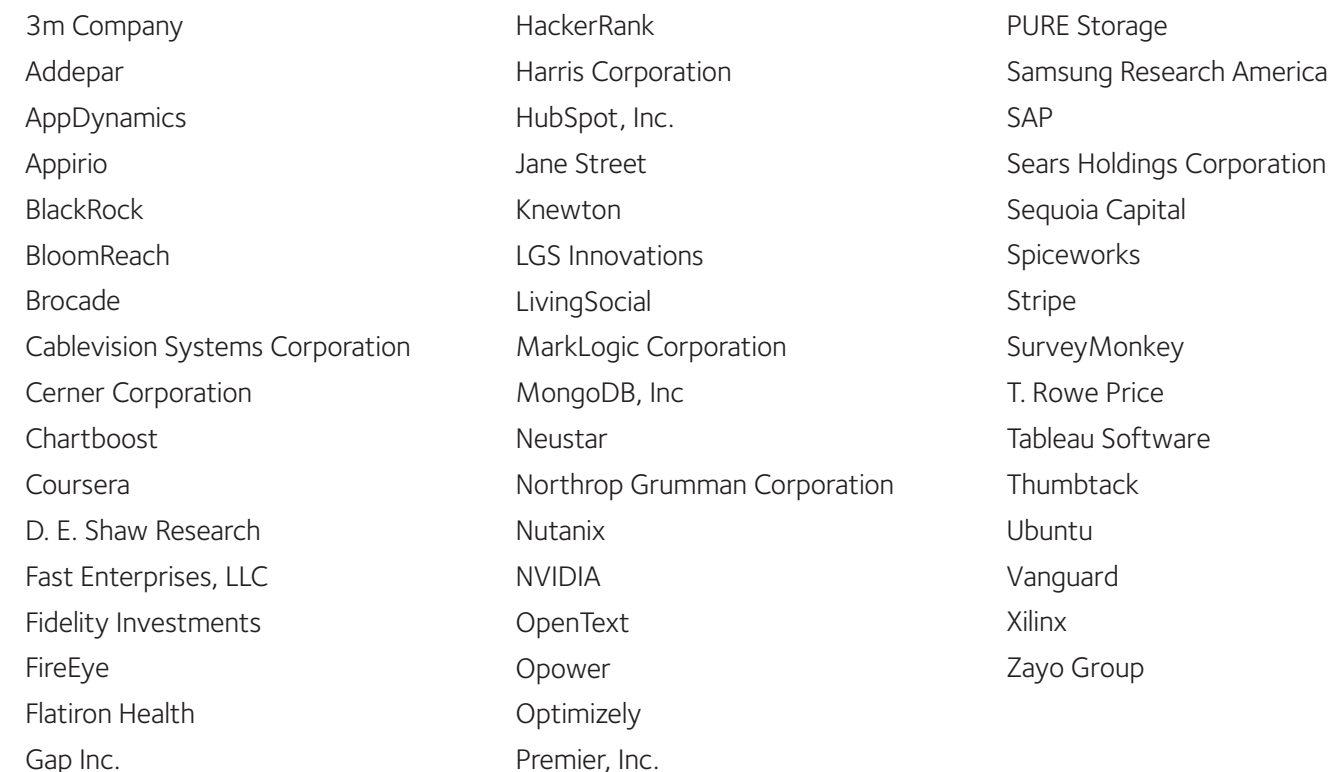 3m Company
Addepar
AppDynamics
Appirio
BlackRock
BloomReach
Brocade
Cablevision Systems Corporation
Cerner Corporation
Chartboost
Coursera
D. E. Shaw Research
Fast Enterprises, LLC
Fidelity Investments
FireEye
Flatiron Health
Gap Inc.
HackerRank
Harris Corporation
HubSpot, Inc.
Jane Street
Knewton
LGS Innovations
LivingSocial
MarkLogic Corporation
MongoDB, Inc
Neustar
Northrop Grumman Corporation
Nutanix
NVIDIA
OpenText
Opower
Optimizely
Premier, Inc.
PURE Storage
Samsung Research America
SAP
Sears Holdings Corporation
Sequoia Capital
Spiceworks
Stripe
SurveyMonkey
T. Rowe Price
Tableau Software
Thumbtack
Ubuntu
Vanguard
Xilinx
Zayo Group